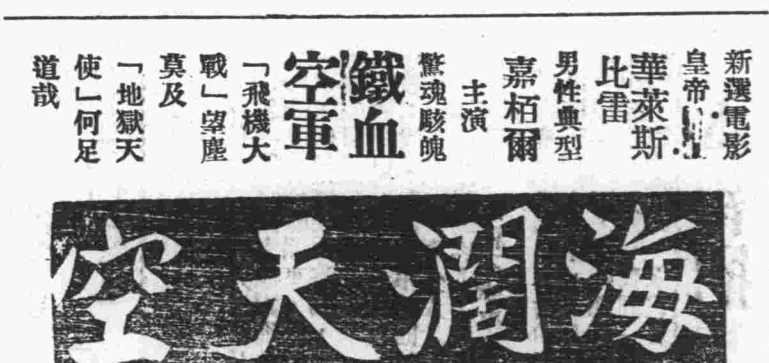 新選電影
皇帝
華萊斯
比雷
男性典型
嘉栢爾
主演
驚魂駭魄
鐵血
空軍
「飛機大
戰」望塵
莫及
「地獄天
使」何足
道哉
海濶天空